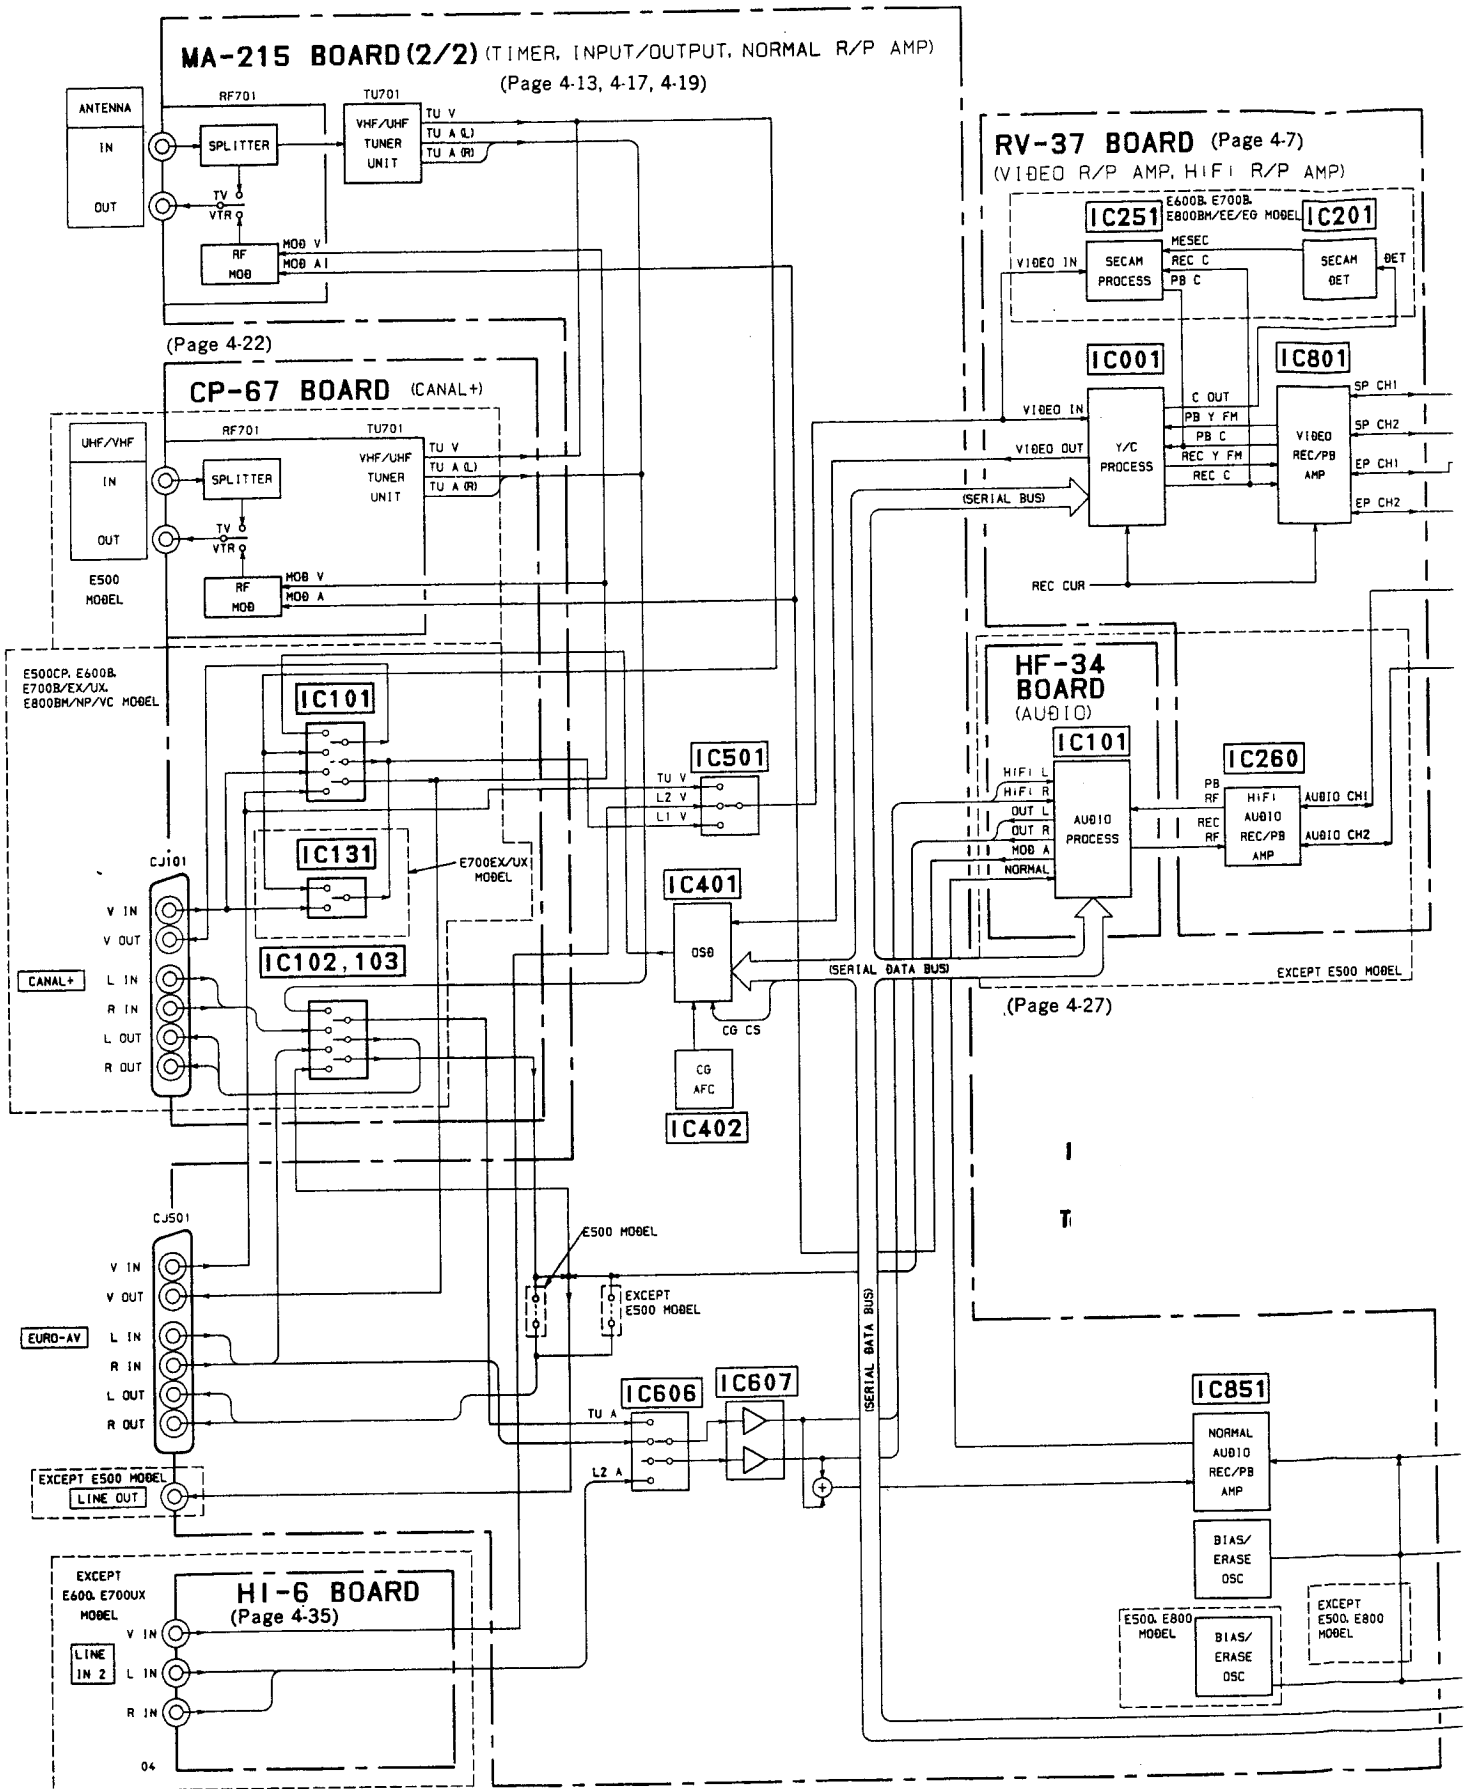 MA-215 BOARD(2/2) (TIMER, INPUT/OUTPUT, NORMAL R/P AMP)
(Page 4-13, 4-17, 4-19)
ANTENNA
IN
OUT
RF701
SPLITTER
TV
VTR
RF
MOD
TU701
VHF/UHF
TUNER
UNIT
TU V
TU A (L)
TU A (R)
MOD V
MOD A
(Page 4-22)
CP-67 BOARD (CANAL+)
UHF/VHF
IN
OUT
E500
MODEL
RF701
SPLITTER
TV
VTR
RF
MOD
TU701
VHF/UHF
TUNER
UNIT
TU V
TU A (L)
TU A (R)
MOD V
MOD A
E500CP, E600B,
E700B/EX/UX,
E800BM/NP/VC MODEL
IC101
IC131
E700EX/UX
MODEL
IC102, 103
CJ101
V IN
V OUT
CANAL+
L IN
R IN
L OUT
R OUT
CJ501
V IN
V OUT
EURO-AV
L IN
R IN
L OUT
R OUT
EXCEPT E500 MODEL
LINE OUT
EXCEPT
E600, E700UX
MODEL
HI-6 BOARD
(Page 4-35)
V IN
LINE
IN 2
L IN
R IN
04
IC501
TU V
L2 V
L1 V
IC401
OSD
CG CS
CG
AFC
IC402
E500 MODEL
EXCEPT
E500 MODEL
IC606
TU A
L2 A
IC607
+
(SERIAL DATA BUS)
(SERIAL DATA BUS)
(SERIAL BUS)
RV-37 BOARD (Page 4-7)
(VIDEO R/P AMP, HiFi R/P AMP)
IC251
E600B, E700B,
E800BM/EE/EG MODEL
IC201
VIDEO IN
SECAM
PROCESS
MESEC
REC C
PB C
SECAM
DET
DET
IC001
IC801
VIDEO IN
VIDEO OUT
Y/C
PROCESS
C OUT
PB Y FM
PB C
REC Y FM
REC C
VIDEO
REC/PB
AMP
SP CH1
SP CH2
EP CH1
EP CH2
REC CUR
HF-34
BOARD
(AUDIO)
IC101
HiFi L
HiFi R
OUT L
OUT R
MOD A
NORMAL
AUDIO
PROCESS
IC260
PB
RF
REC
RF
HiFi
AUDIO
REC/PB
AMP
AUDIO CH1
AUDIO CH2
EXCEPT E500 MODEL
(Page 4-27)
IC851
NORMAL
AUDIO
REC/PB
AMP
BIAS/
ERASE
OSC
E500, E800
MODEL
BIAS/
ERASE
OSC
EXCEPT
E500, E800
MODEL